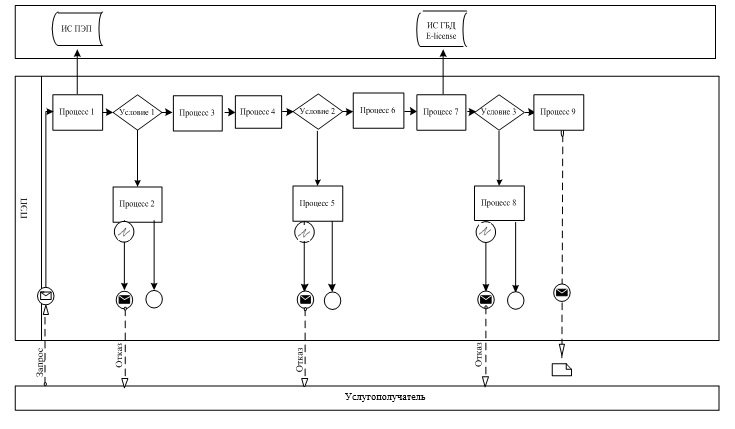 ИС ПЭП
ИС ГБД
E-license
Процесс 1
Условие 1
Процесс 3
Процесс 4
Условие 2
Процесс 6
Процесс 7
Условие 3
Процесс 9
Процесс 2
Процесс 5
Процесс 8
ПЭП
Запрос
Отказ
Отказ
Отказ
Услугополучатель